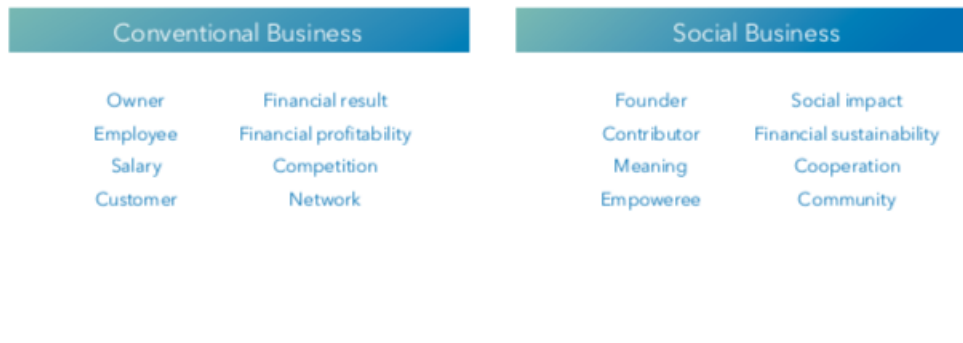 Conventional Business
Owner Financial result
Employee Financial profitability
Salary Competition
Customer Network
Social Business
Founder Social impact
Contributor Financial sustainability
Meaning Cooperation
Empoweree Community